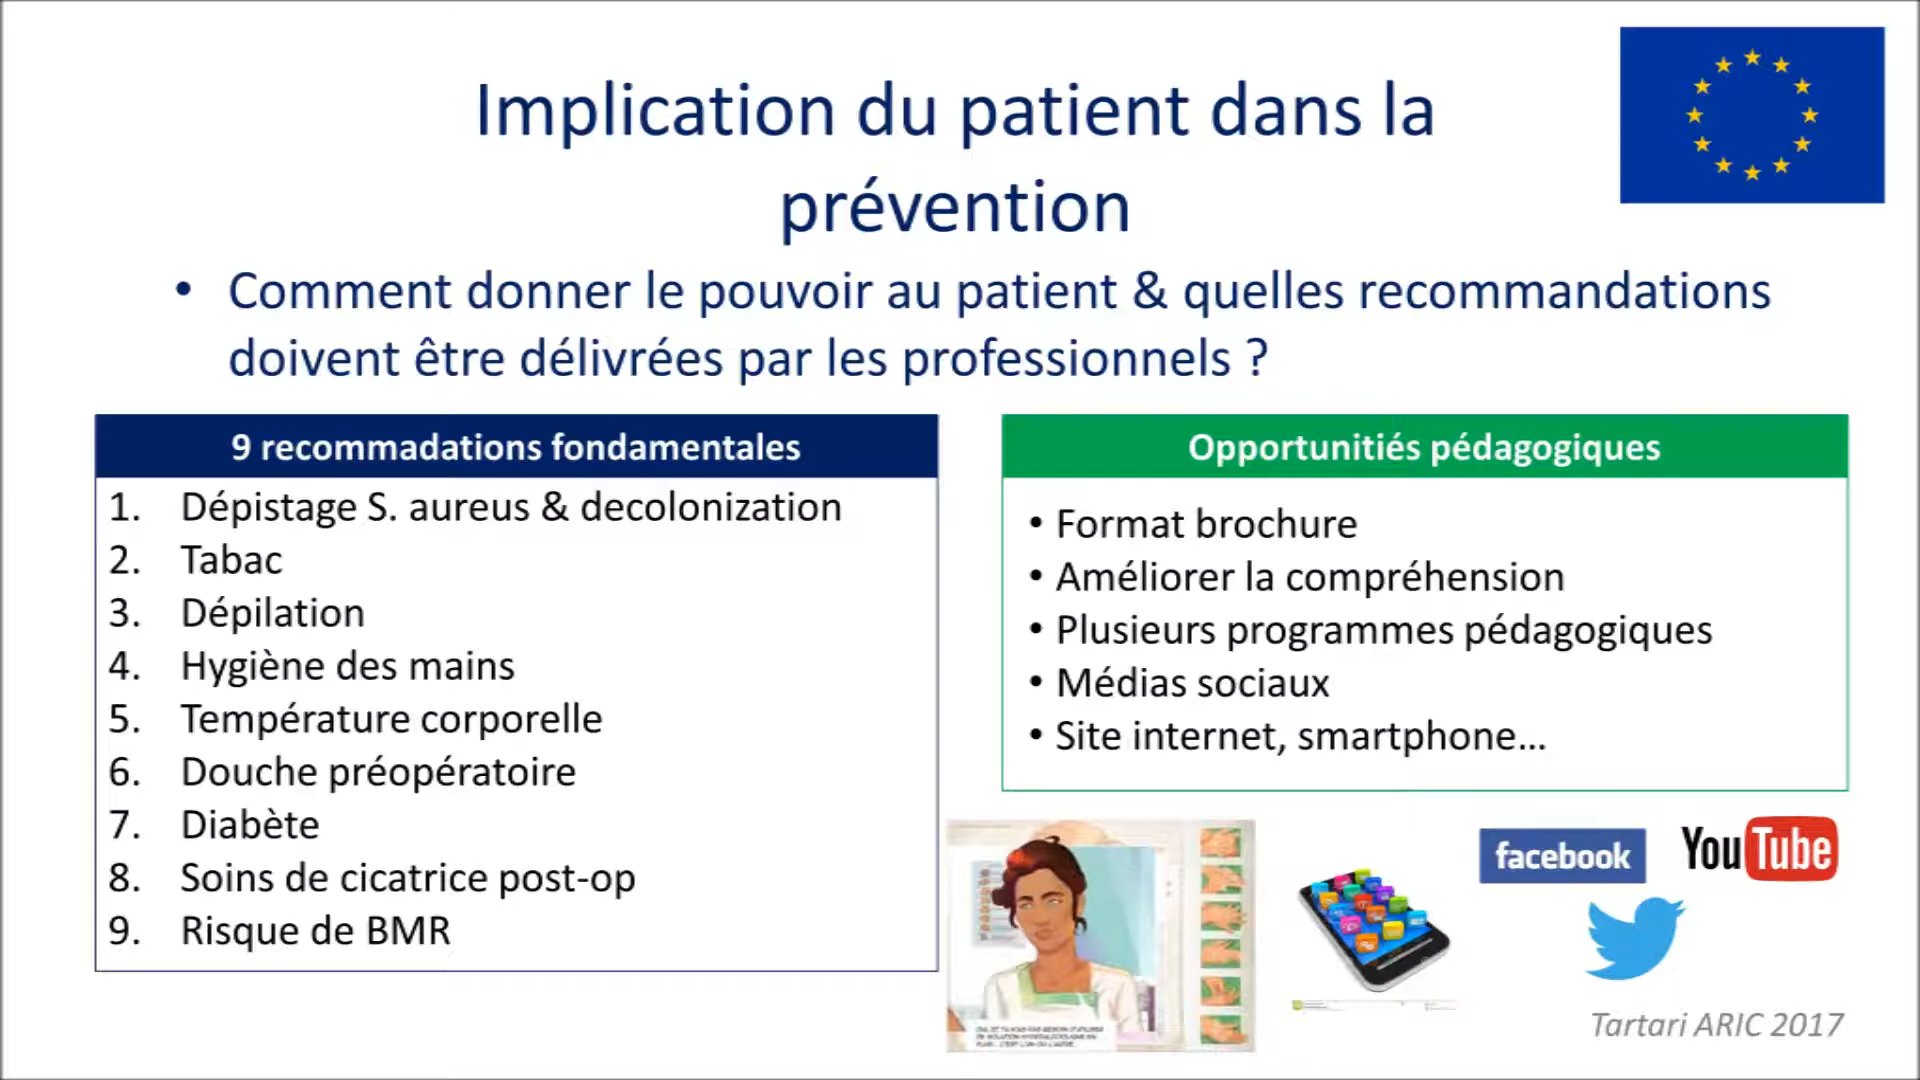 Implication du patient dans la
prévention
• Comment donner le pouvoir au patient & quelles recommandations
doivent être délivrées par les professionnels ?
9 recommadations fondamentales
1. Dépistage S. aureus & decolonization
2. Tabac
3. Dépilation
4. Hygiène des mains
5. Température corporelle
6. Douche préopératoire
7. Diabète
8. Soins de cicatrice post-op
9. Risque de BMR
Opportunitiés pédagogiques
• Format brochure
• Améliorer la compréhension
• Plusieurs programmes pédagogiques
• Médias sociaux
• Site internet, smartphone...
facebook
YouTube
Tartari ARIC 2017